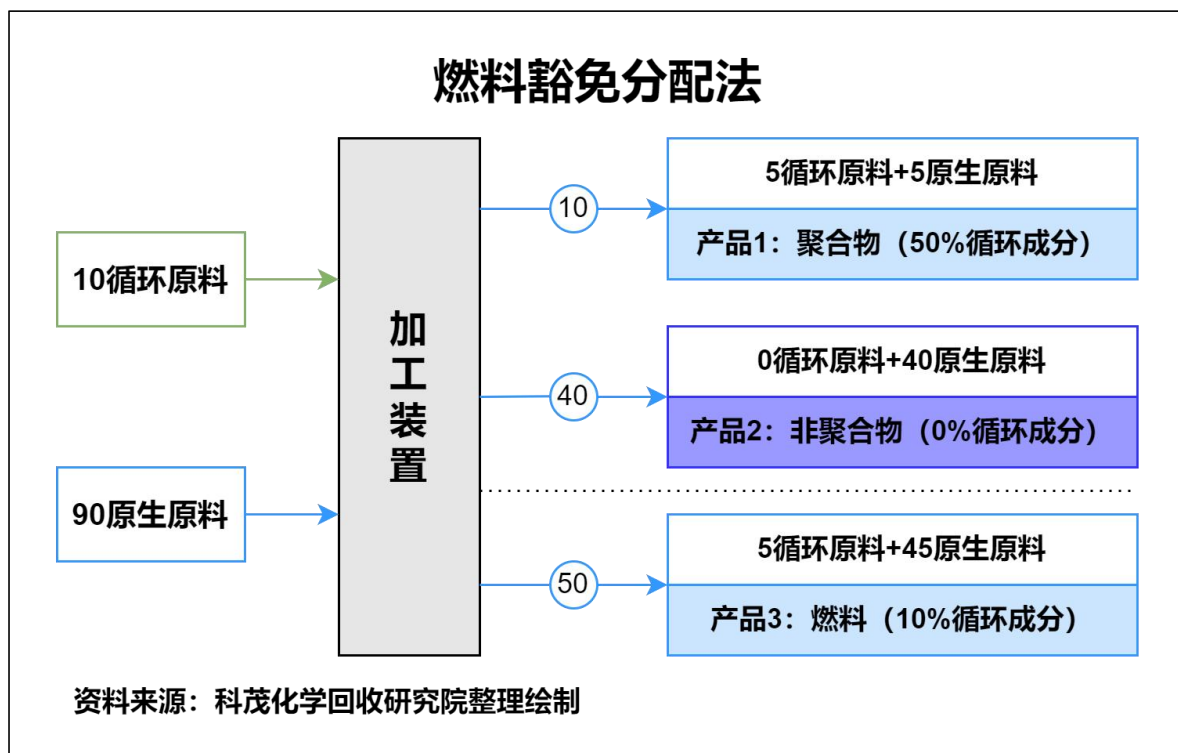 燃料豁免分配法
10循环原料
90原生原料
加工装置
10
5循环原料+5原生原料
产品1：聚合物（50%循环成分）
40
0循环原料+40原生原料
产品2：非聚合物（0%循环成分）
50
5循环原料+45原生原料
产品3：燃料（10%循环成分）
资料来源：科茂化学回收研究院整理绘制